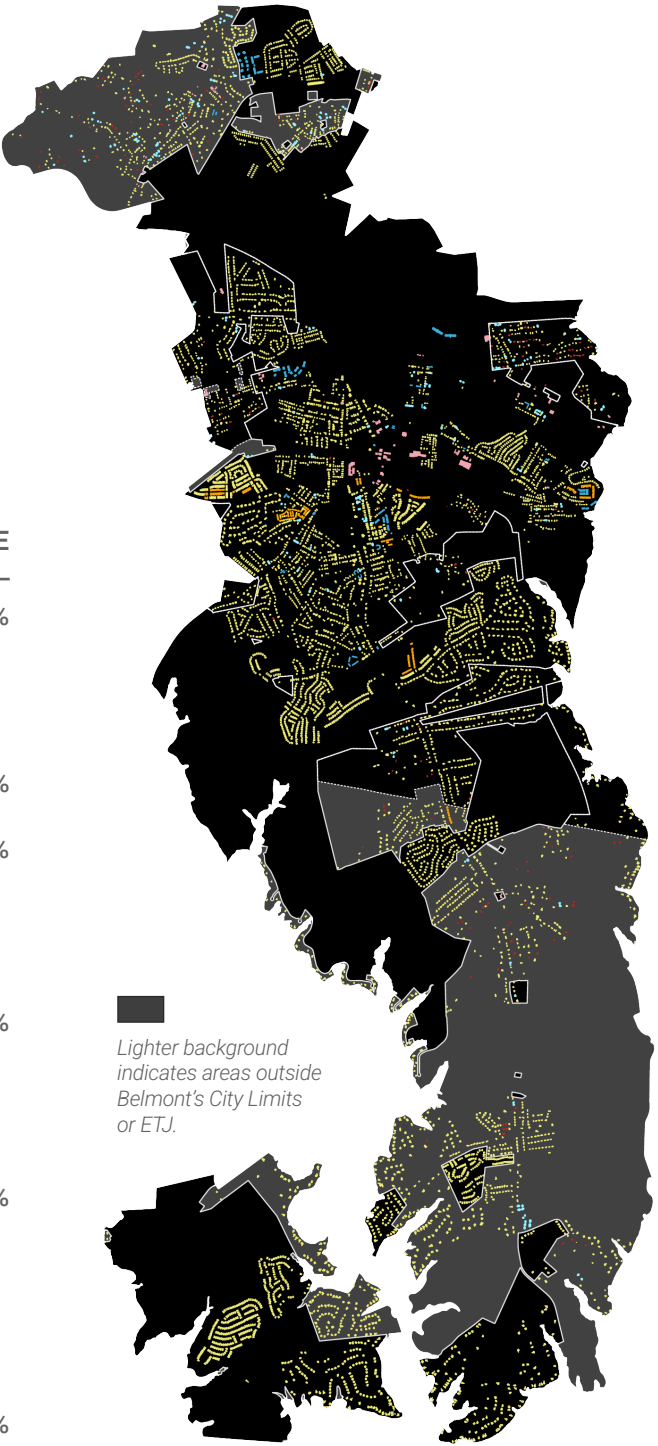 E
%
%
%
%
%
%
Lighter background
indicates areas outside
Belmont's City Limits
or ETJ.